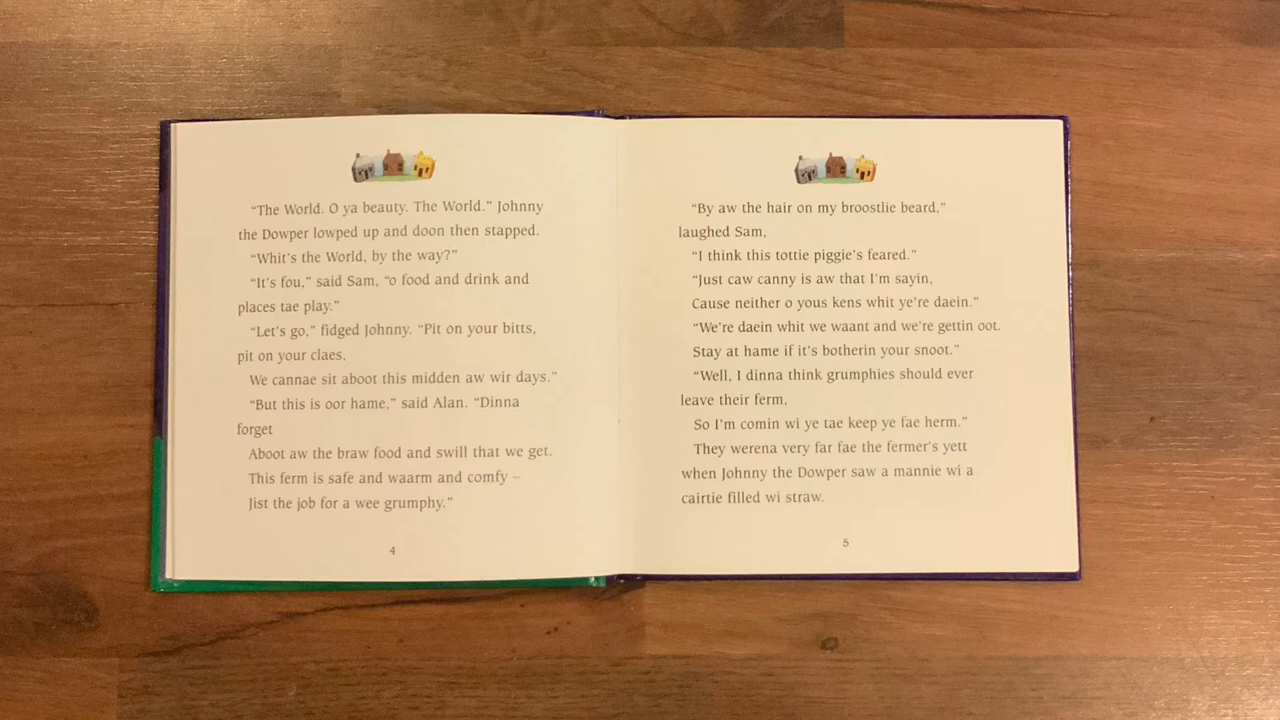 “The World. O ya beauty. The World.” Johnny
the Dowper lowped up and doon then stapped.
“Whit's the World, by the way?”
“It's fou,” said Sam, “o food and drink and
places tae play.”
“Let's go,” fidged Johnny. “Pit on your bitts,
pit on your claes.
We cannae sit aboot this midden aw wir days.”
“But this is oor hame,” said Alan. “Dinna
forget
Aboot aw the braw food and swill that we get.
This ferm is safe and waarm and comfy –
Jist the job for a wee grumphy.”
4
“By aw the hair on my broostlie beard,”
laughed Sam,
“I think this tottie piggie's feared.”
“Just caw canny is aw that I'm sayin,
Cause neither o yous kens whit ye're daein.”
“We're daein whit we waant and we're gettin oot.
Stay at hame if it's botherin your snoot.”
“Well, I dinna think grumphies should ever
leave their ferm,
So I'm comin wi ye tae keep ye fae herm.”
They werena very far fae the fermer's yett
when Johnny the Dowper saw a mannie wi a
cairtie filled wi straw.
5